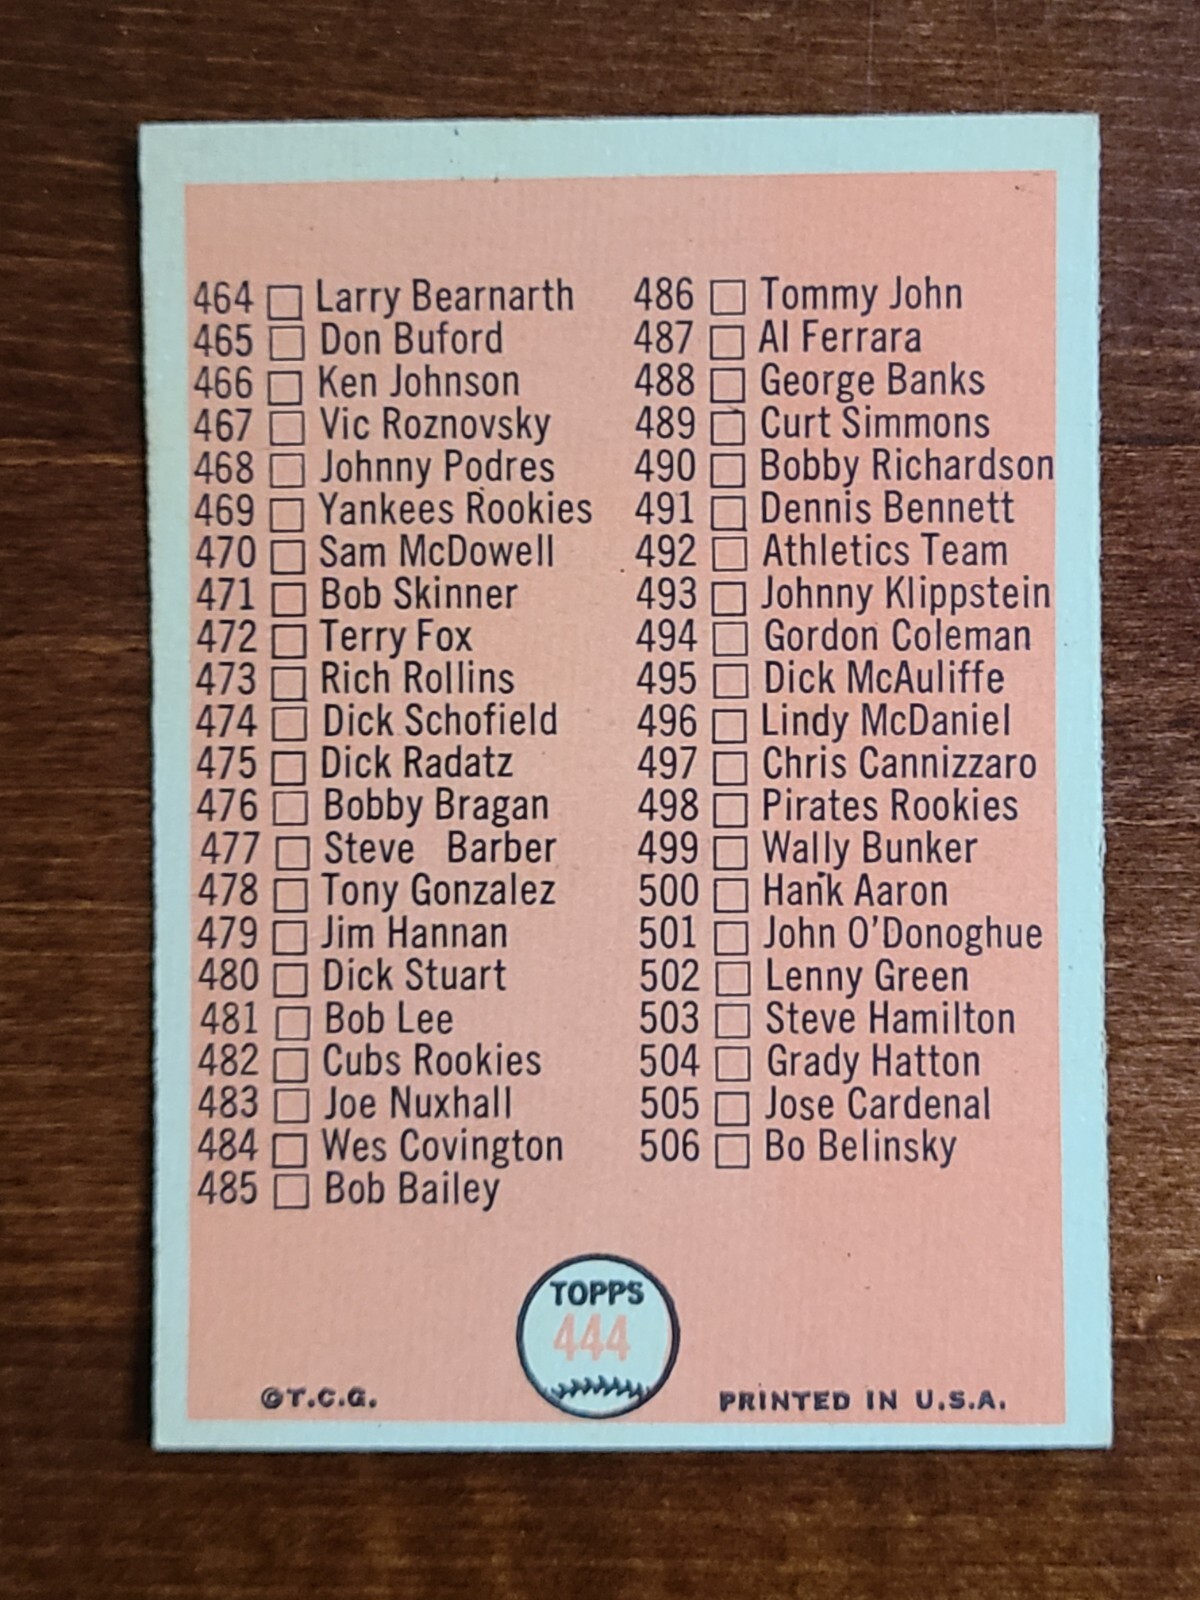 464 Larry Bearnarth
465 Don Buford
466 Ken Johnson
467 Vic Roznovsky
468 Johnny Podres
469 Yankees Rookies
470 Sam McDowell
471 Bob Skinner
472 Terry Fox
473 Rich Rollins
474 Dick Schofield
475 Dick Radatz
476 Bobby Bragan
477 Steve Barber
478 Tony Gonzalez
479 Jim Hannan
480 Dick Stuart
481 Bob Lee
482 Cubs Rookies
483 Joe Nuxhall
484 Wes Covington
485 Bob Bailey
486 Tommy John
487 Al Ferrara
488 George Banks
489 Curt Simmons
490 Bobby Richardson
491 Dennis Bennett
492 Athletics Team
493 Johnny Klippstein
494 Gordon Coleman
495 Dick McAuliffe
496 Lindy McDaniel
497 Chris Cannizzaro
498 Pirates Rookies
499 Wally Bunker
500 Hank Aaron
501 John O'Donoghue
502 Lenny Green
503 Steve Hamilton
504 Grady Hatton
505 Jose Cardenal
506 Bo Belinsky
TOPPS
444
©T.C.G.
PRINTED IN U.S.A.